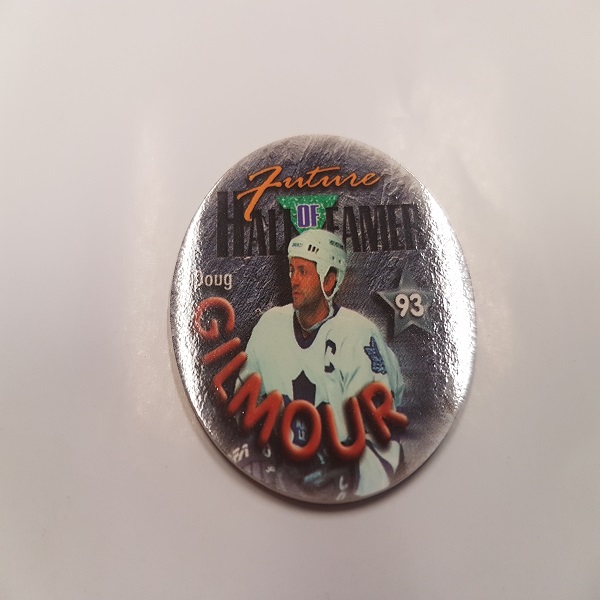 Future
HALL OF FAMER
Doug
93
GILMOUR
C